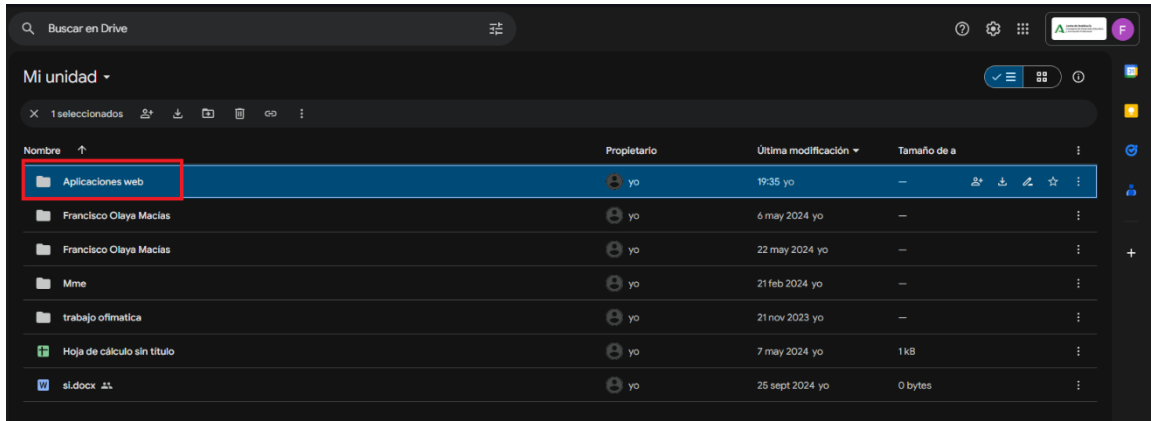 Buscar en Drive
F
Mi unidad
1 seleccionados
Nombre Propietario Última modificación Tamaño de a
Aplicaciones web yo 19:35 yo —
Francisco Olaya Macías yo 6 may 2024 yo —
Francisco Olaya Macías yo 22 may 2024 yo —
Mme yo 21 feb 2024 yo —
trabajo ofimatica yo 21 nov 2023 yo —
Hoja de cálculo sin título yo 7 may 2024 yo 1 kB
W si.docx yo 25 sept 2024 yo 0 bytes